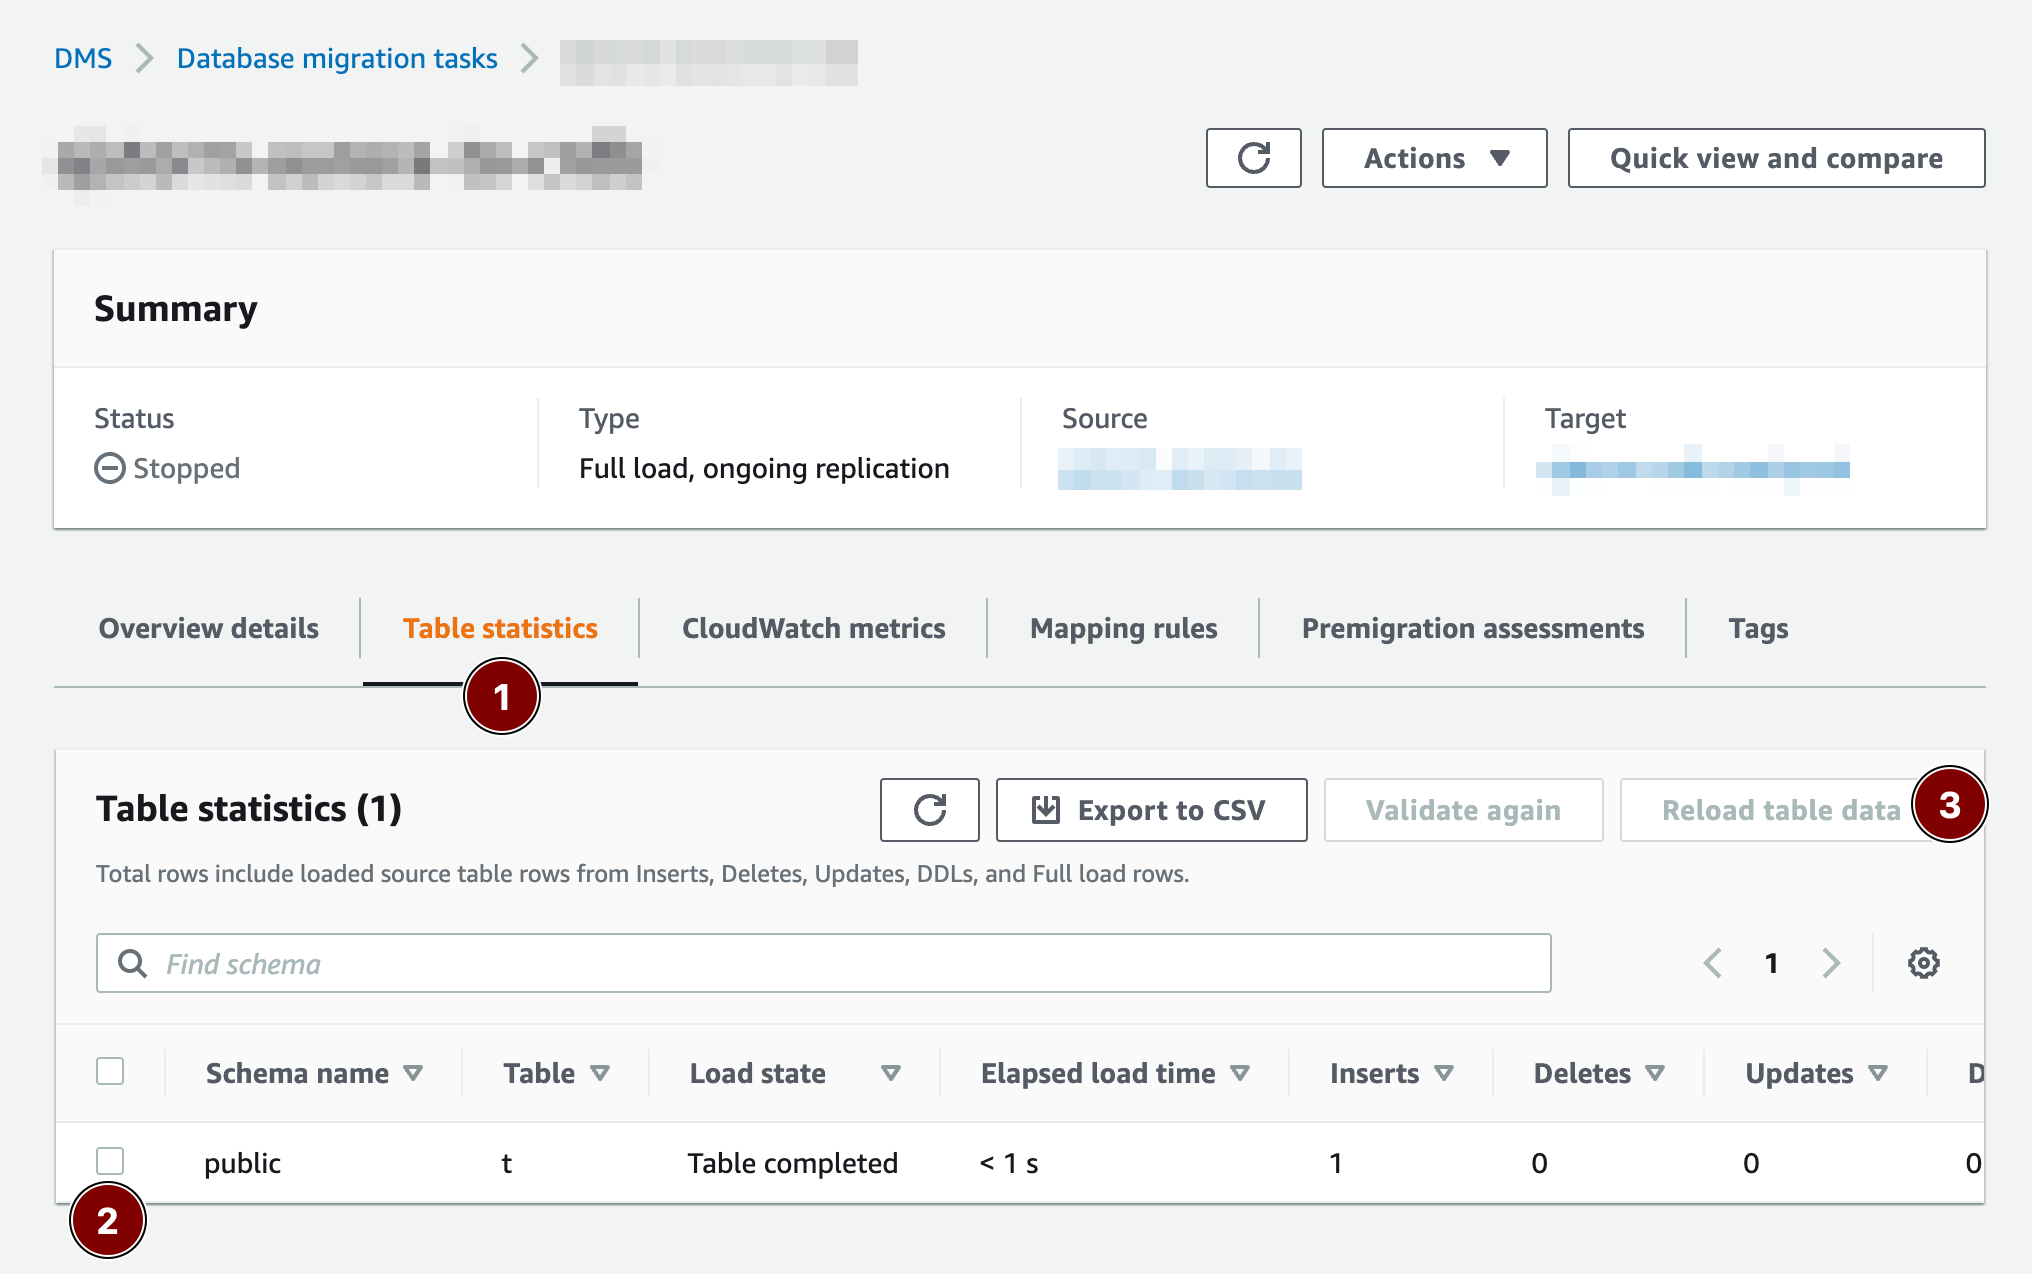 DMS > Database migration tasks >
Actions ▼ Quick view and compare
Summary
Status Type Source Target
Stopped Full load, ongoing replication
Overview details Table statistics CloudWatch metrics Mapping rules Premigration assessments Tags
1
Table statistics (1) Export to CSV Validate again Reload table data 3
Total rows include loaded source table rows from Inserts, Deletes, Updates, DDLs, and Full load rows.
Find schema 1
Schema name Table Load state Elapsed load time Inserts Deletes Updates D
public t Table completed < 1 s 1 0 0 0
2